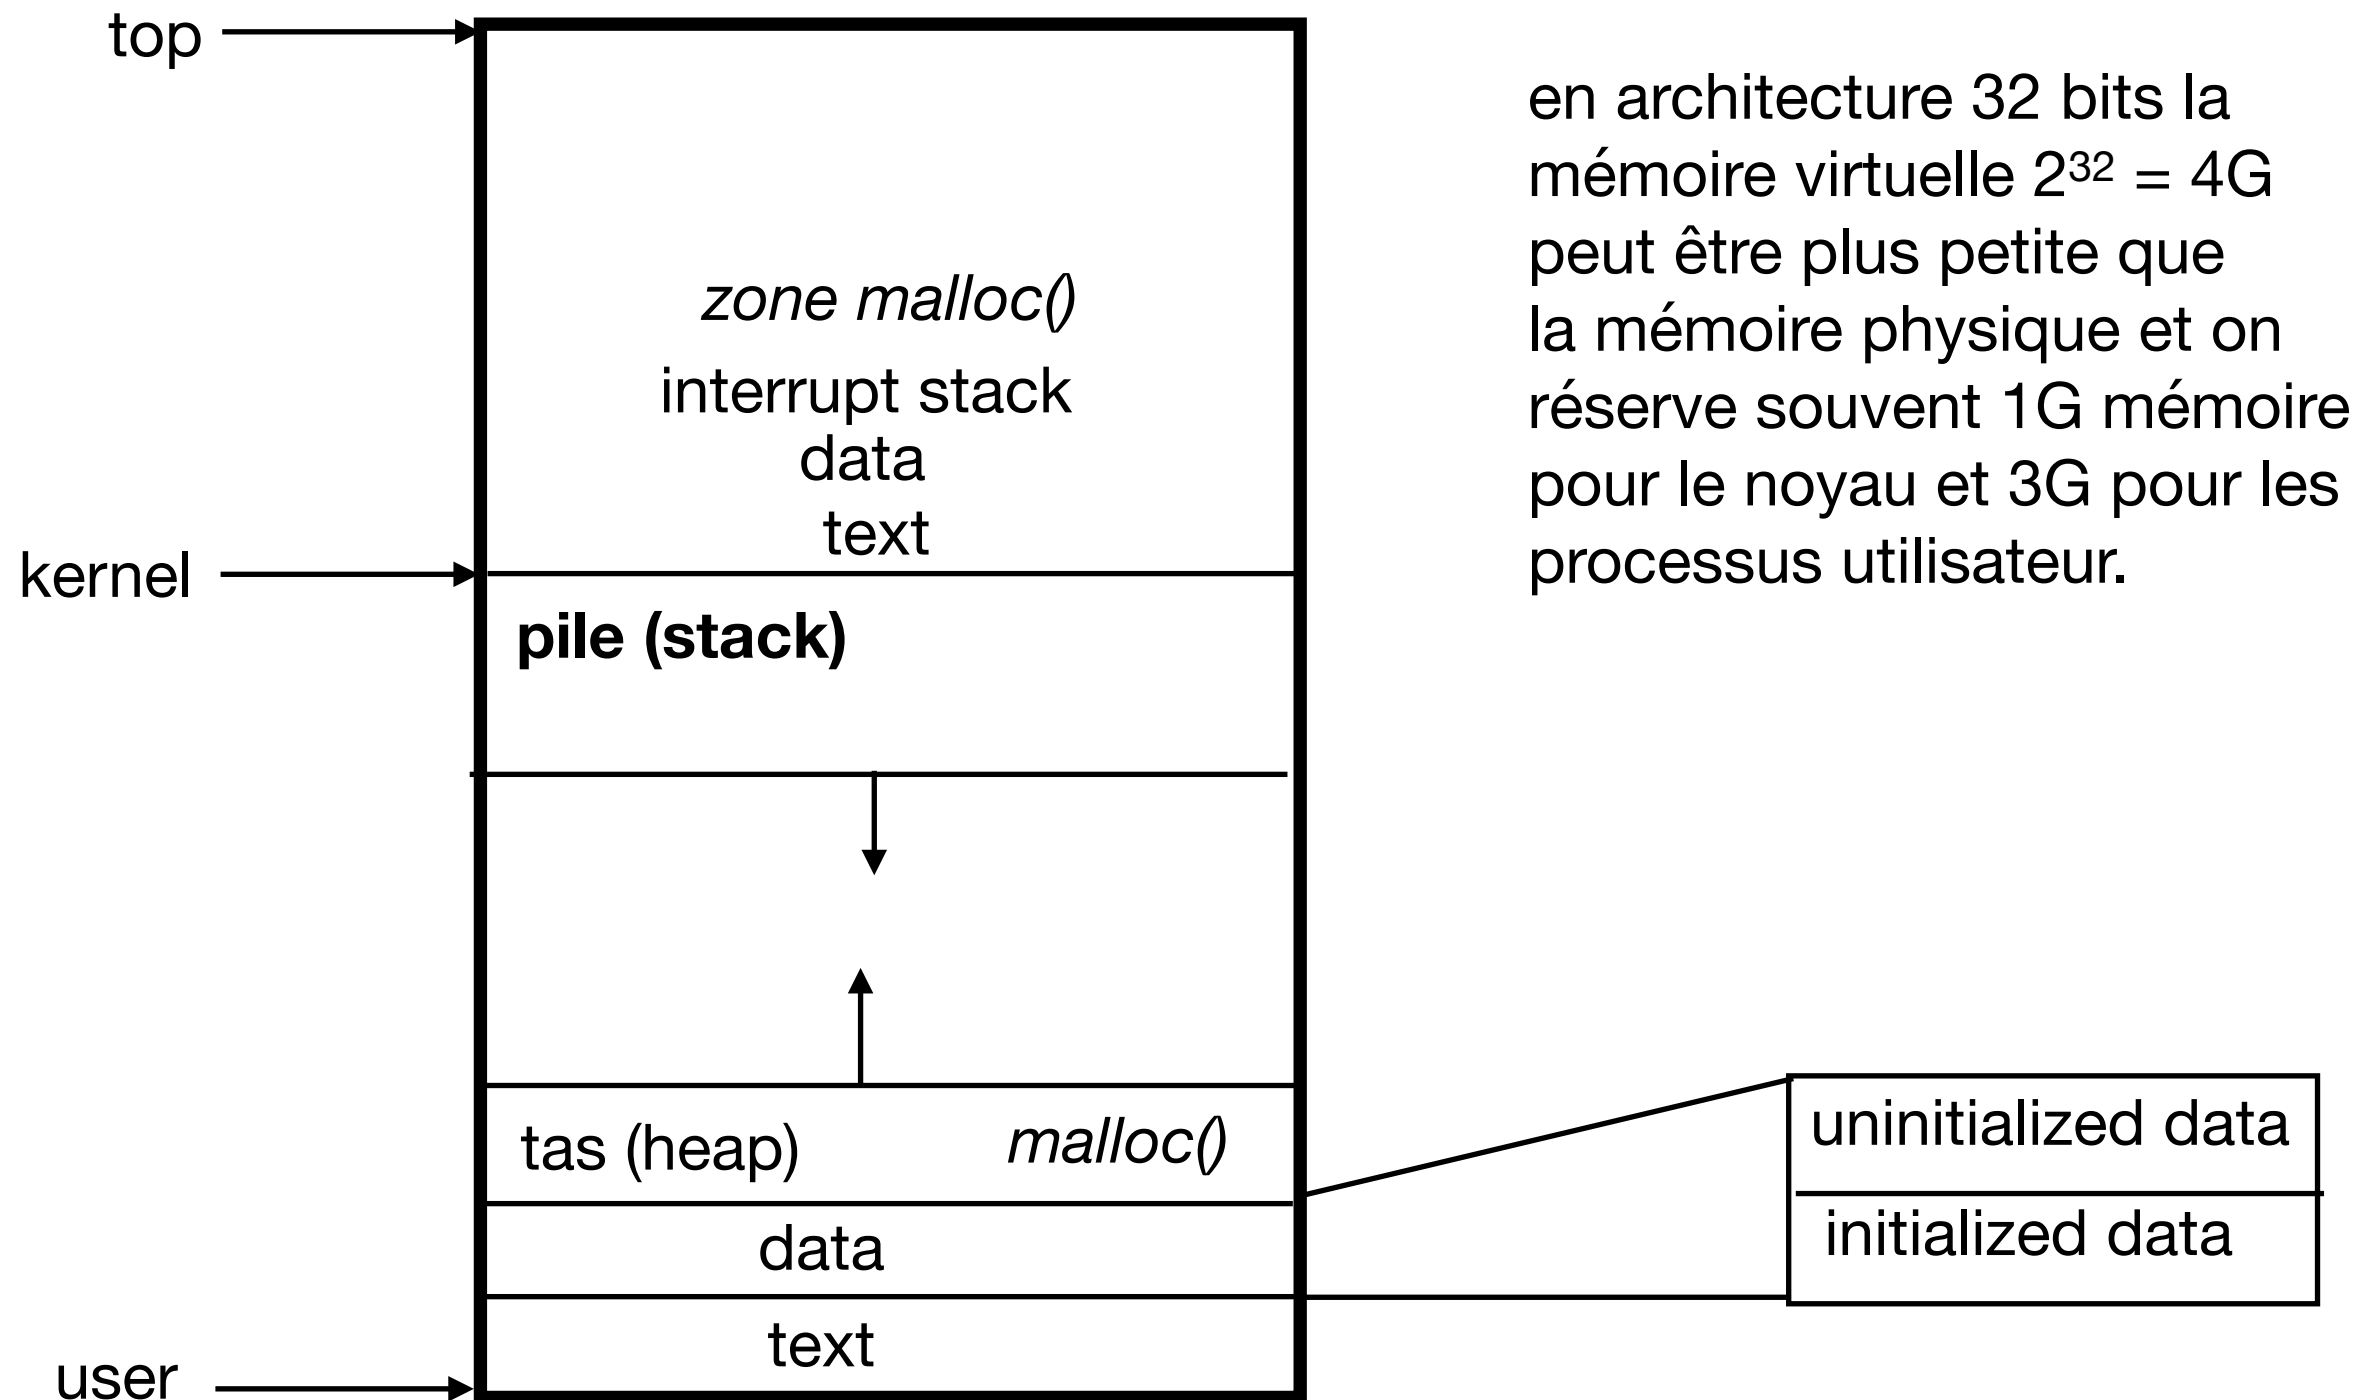 top
en architecture 32 bits la
mémoire virtuelle 2³² = 4G
peut être plus petite que
la mémoire physique et on
réserve souvent 1G mémoire
pour le noyau et 3G pour les
processus utilisateur.
zone malloc()
interrupt stack
data
text
kernel
pile (stack)
tas (heap) malloc()
data
text
uninitialized data
initialized data
user